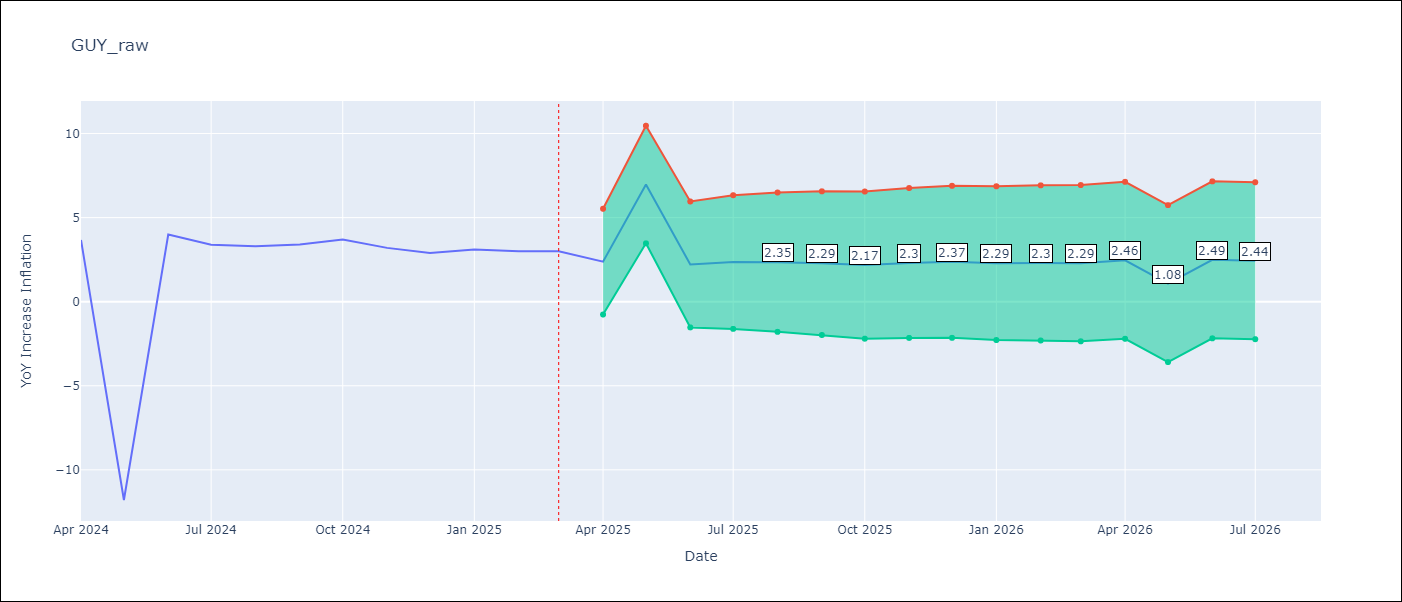 GUY_raw
10
5
0
−5
−10
YoY Increase Inflation
2.35
2.29
2.17
2.3
2.37
2.29
2.3
2.29
2.46
1.08
2.49
2.44
Apr 2024
Jul 2024
Oct 2024
Jan 2025
Apr 2025
Jul 2025
Oct 2025
Jan 2026
Apr 2026
Jul 2026
Date